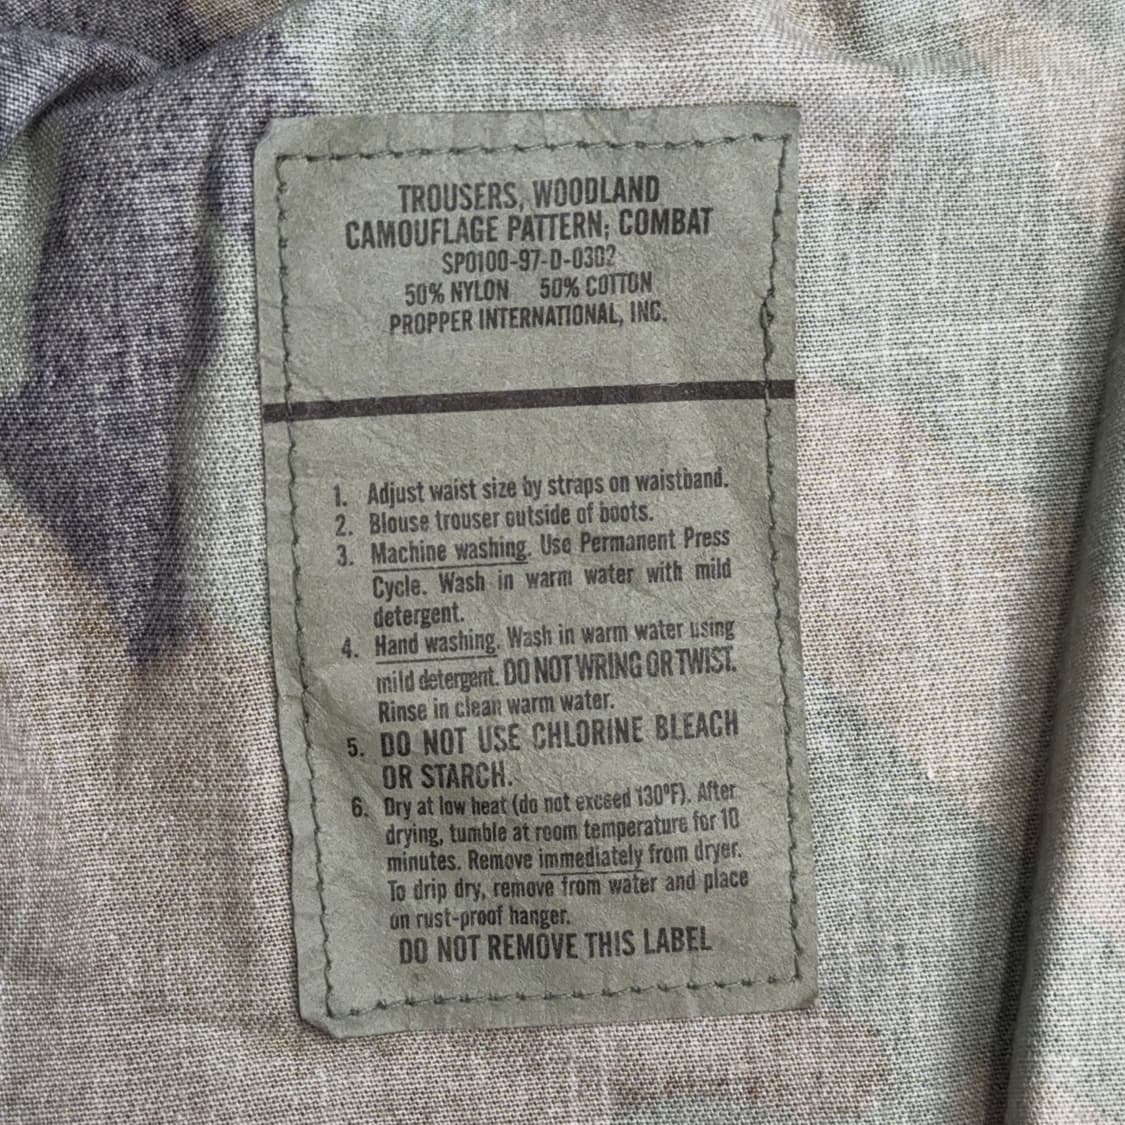 TROUSERS, WOODLAND
CAMOUFLAGE PATTERN; COMBAT
SPO100-97-D-0302
50% NYLON 50% COTTON
PROPPER INTERNATIONAL, INC.
1. Adjust waist size by straps on waistband.
2. Blouse trouser outside of boots.
3. Machine washing. Use Permanent Press
Cycle. Wash in warm water with mild
detergent.
4. Hand washing. Wash in warm water using
mild detergent. DO NOT WRING OR TWIST.
Rinse in clean warm water.
5. DO NOT USE CHLORINE BLEACH
OR STARCH.
6. Dry at low heat (do not exceed 130°F). After
drying, tumble at room temperature for 10
minutes. Remove immediately from dryer.
To drip dry, remove from water and place
on rust-proof hanger.
DO NOT REMOVE THIS LABEL